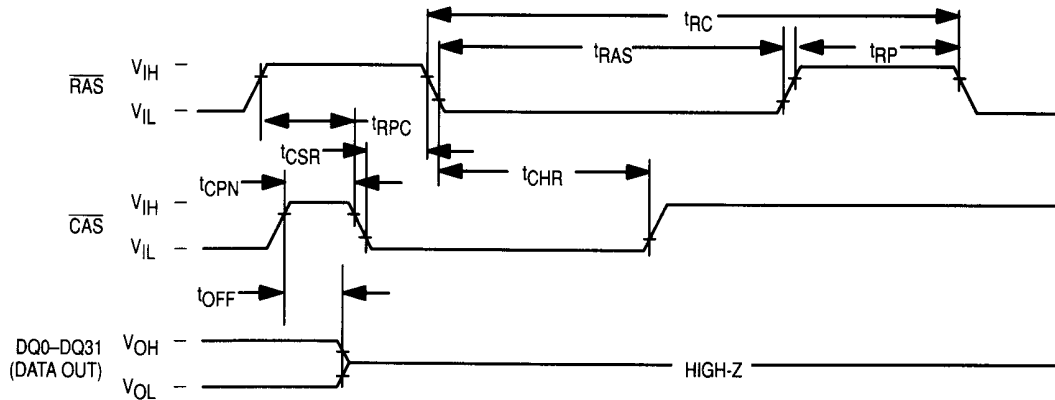 tRC
tRAS
tRP
RAS
VIH
VIL
tRPC
tCSR
tCHR
tCPN
CAS
VIH
VIL
tOFF
DQ0–DQ31
(DATA OUT)
VOH
VOL
HIGH-Z